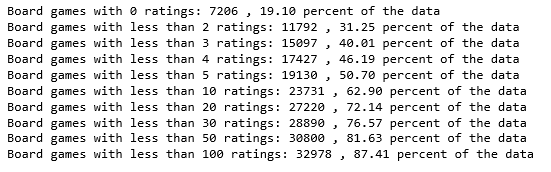 Board games with 0 ratings: 7206 , 19.10 percent of the data
Board games with less than 2 ratings: 11792 , 31.25 percent of the data
Board games with less than 3 ratings: 15097 , 40.01 percent of the data
Board games with less than 4 ratings: 17427 , 46.19 percent of the data
Board games with less than 5 ratings: 19130 , 50.70 percent of the data
Board games with less than 10 ratings: 23731 , 62.90 percent of the data
Board games with less than 20 ratings: 27220 , 72.14 percent of the data
Board games with less than 30 ratings: 28890 , 76.57 percent of the data
Board games with less than 50 ratings: 30800 , 81.63 percent of the data
Board games with less than 100 ratings: 32978 , 87.41 percent of the data